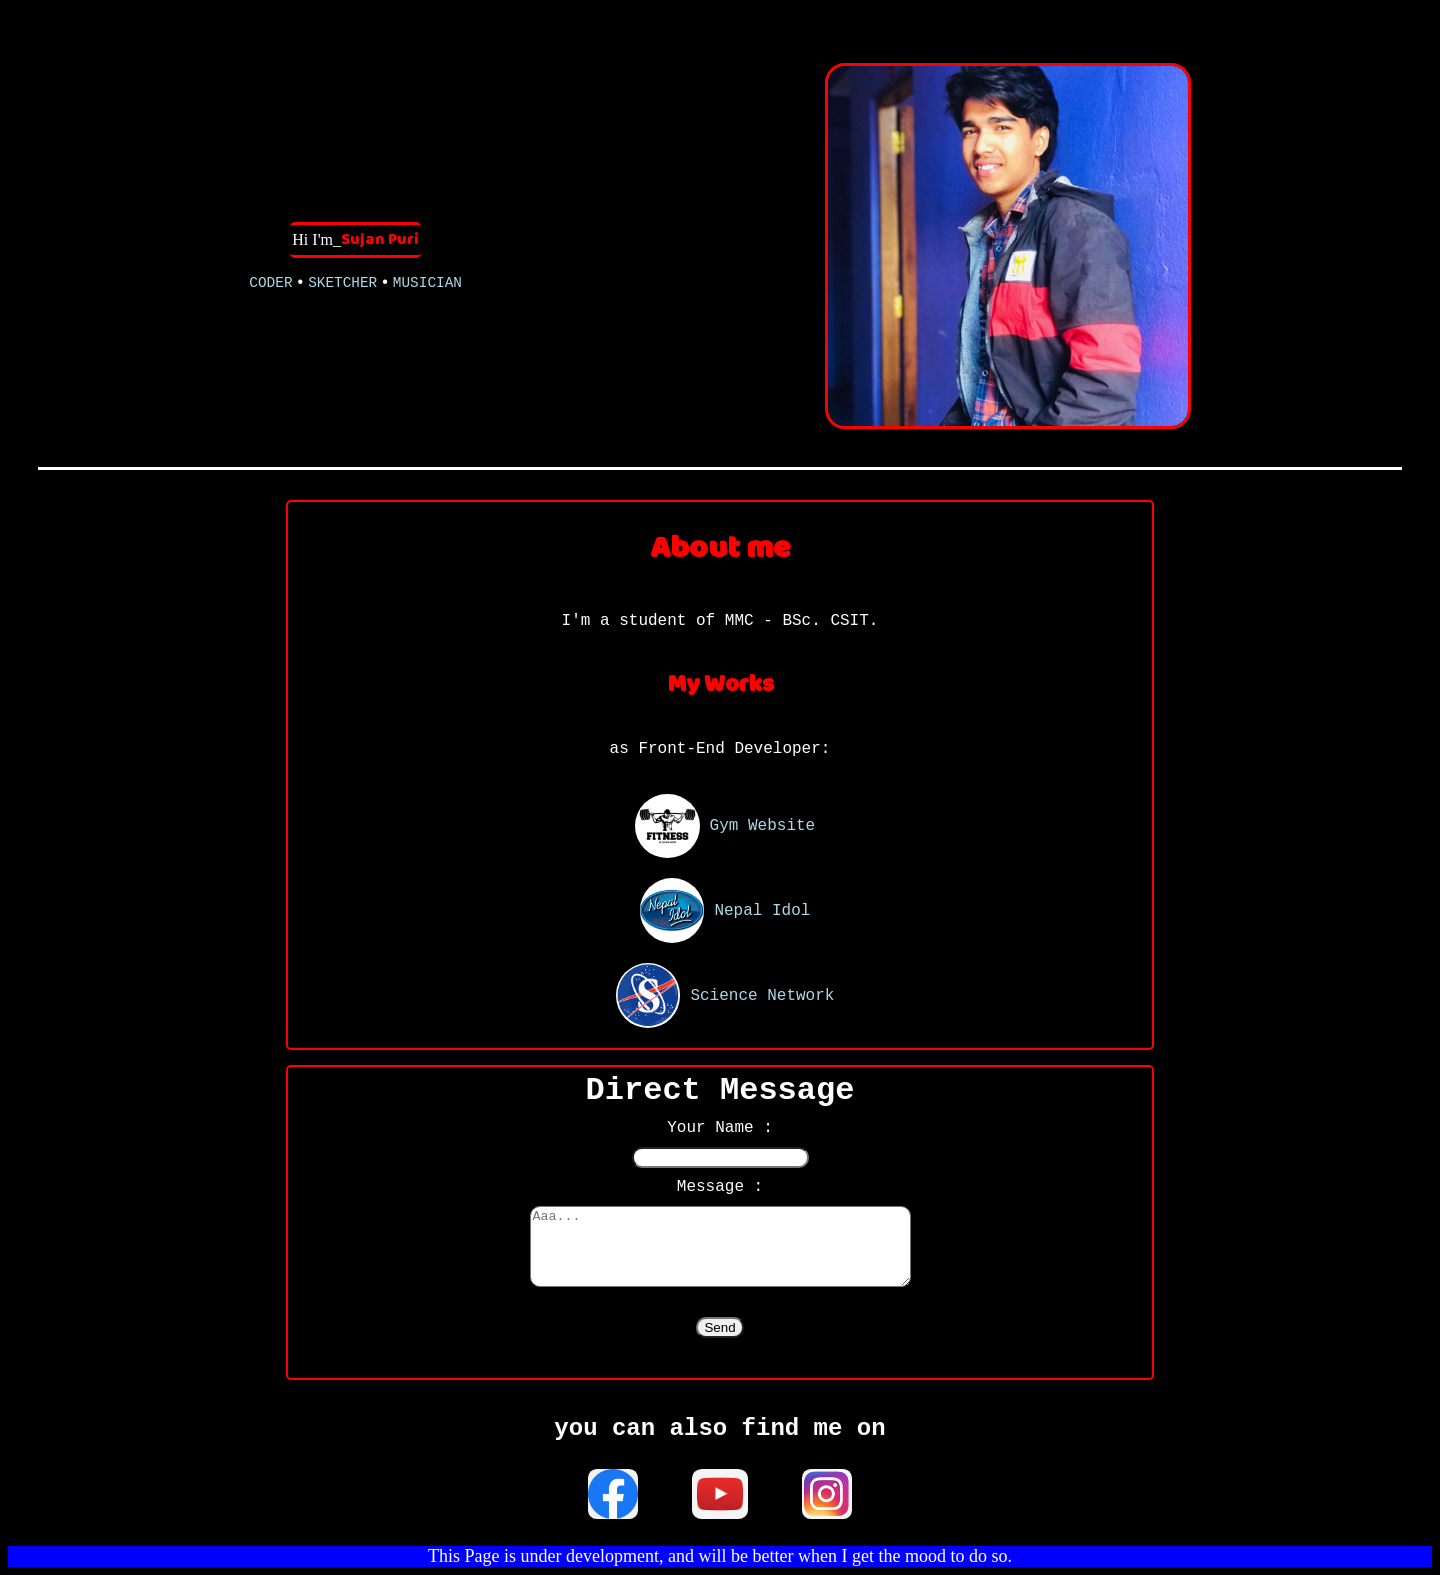 Hi I'm_Sujan Puri
CODER • SKETCHER • MUSICIAN
About me
I'm a student of MMC - BSc. CSIT.
My Works
as Front-End Developer:
FITNESS
Gym Website
Nepal
Idol
Nepal Idol
S
Science Network
Direct Message
Your Name :
Message :
Aaa...
Send
you can also find me on
This Page is under development, and will be better when I get the mood to do so.